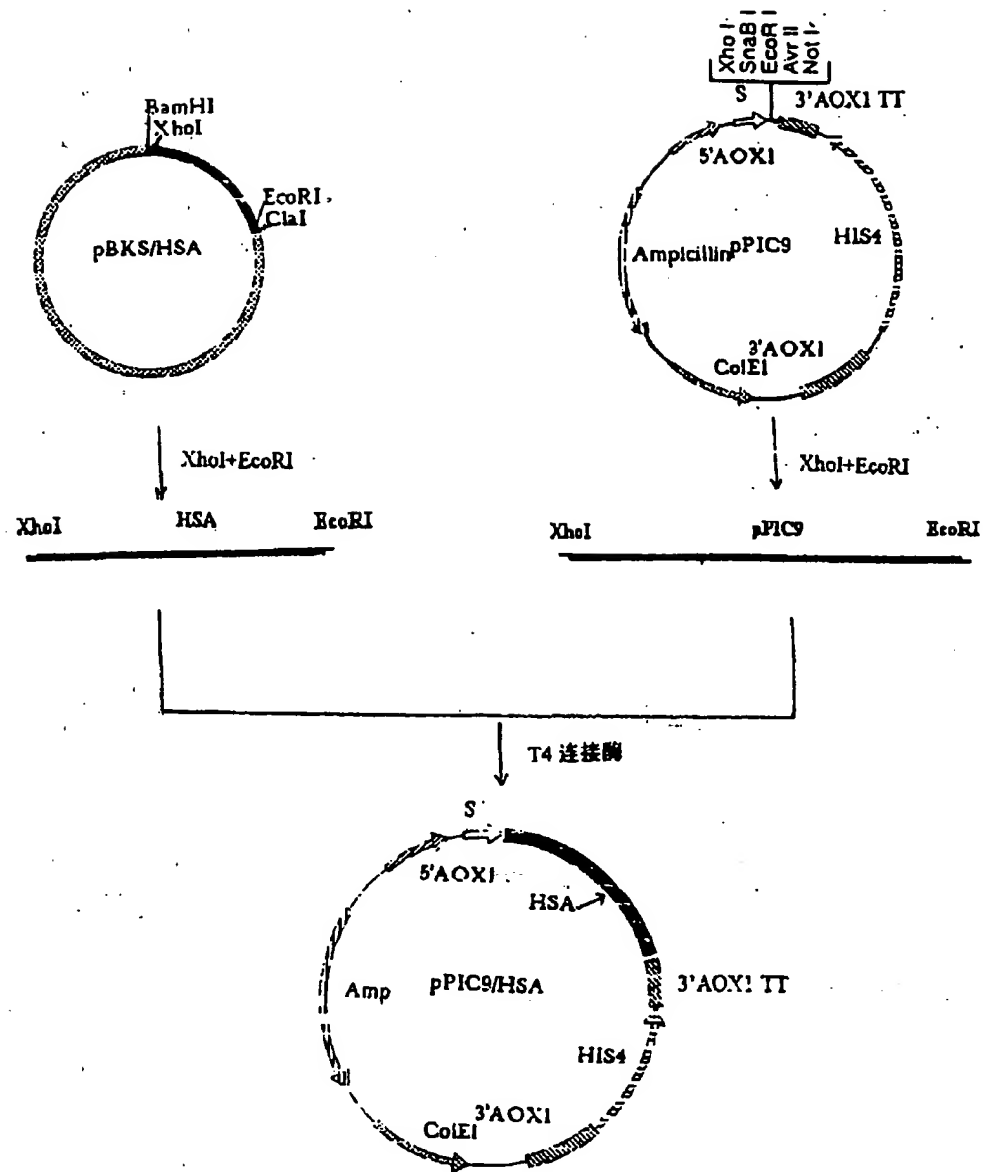 BamHI
XhoI
EcoRI
ClaI
pBKS/HSA
Xho I
SnaB I
EcoR I
Avr II
Not I
S
3'AOX1 TT
5'AOX1
HIS4
Ampicillin
pPIC9
3'AOX1
ColE1
XhoI+EcoRI
XhoI+EcoRI
XhoI HSA EcoRI
XhoI pPIC9 EcoRI
T4 连接酶
S
5'AOX1
HSA
3'AOX1 TT
Amp
pPIC9/HSA
HIS4
3'AOX1
ColE1